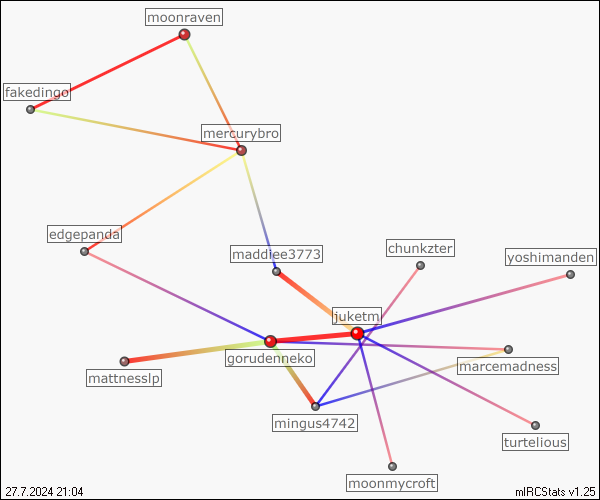 moonraven
fakedingo
mercurybro
edgepanda
maddiee3773
chunkzter
yoshimanden
juketm
gorudeneko
marcemadness
mattnesslp
mingus4742
turtelious
moonmycroft
27.7.2024 21:04
mIRCStats v1.25